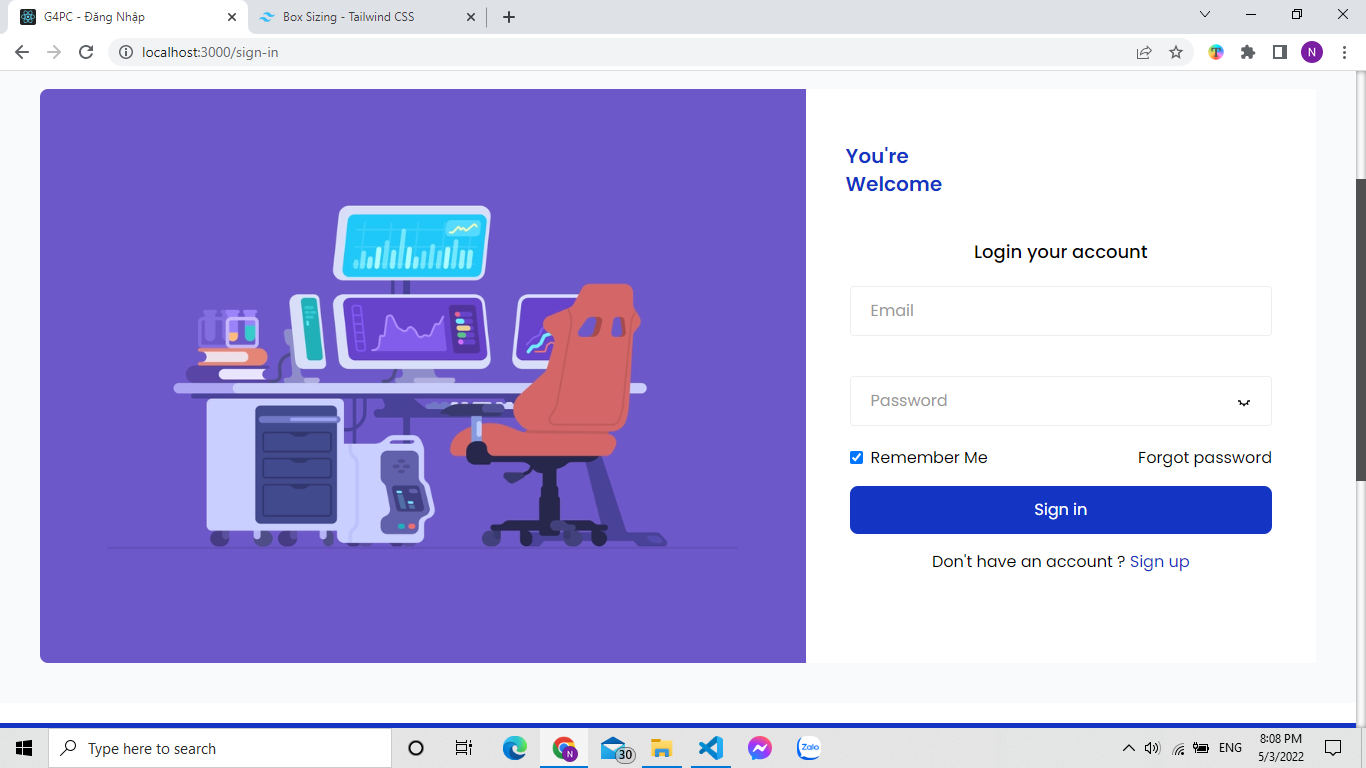 G4PC - Đăng Nhập
Box Sizing - Tailwind CSS
localhost:3000/sign-in
N
You're
Welcome
Login your account
Email
Password
Remember Me
Forgot password
Sign in
Don't have an account ? Sign up
Type here to search
N
30
Zalo
ENG
8:08 PM
5/3/2022